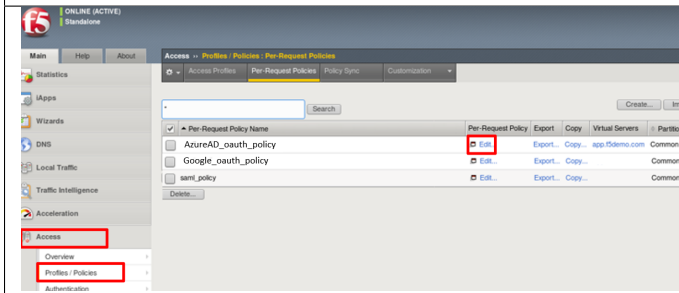 f5
ONLINE (ACTIVE)
Standalone
Main Help About
Access ›› Profiles / Policies : Per-Request Policies
Statistics
Access Profiles Per-Request Policies Policy Sync Customization
iApps
* Search Create...
Wizards
Per-Request Policy Name Per-Request Policy Export Copy Virtual Servers
DNS
AzureAD_oauth_policy Edit... Export... Copy... app.f5demo.com Common
Google_oauth_policy Edit... Export... Copy... Common
Local Traffic
saml_policy Edit... Export... Copy... Common
Traffic Intelligence
Delete...
Acceleration
Access
Overview
Profiles / Policies
Authentication